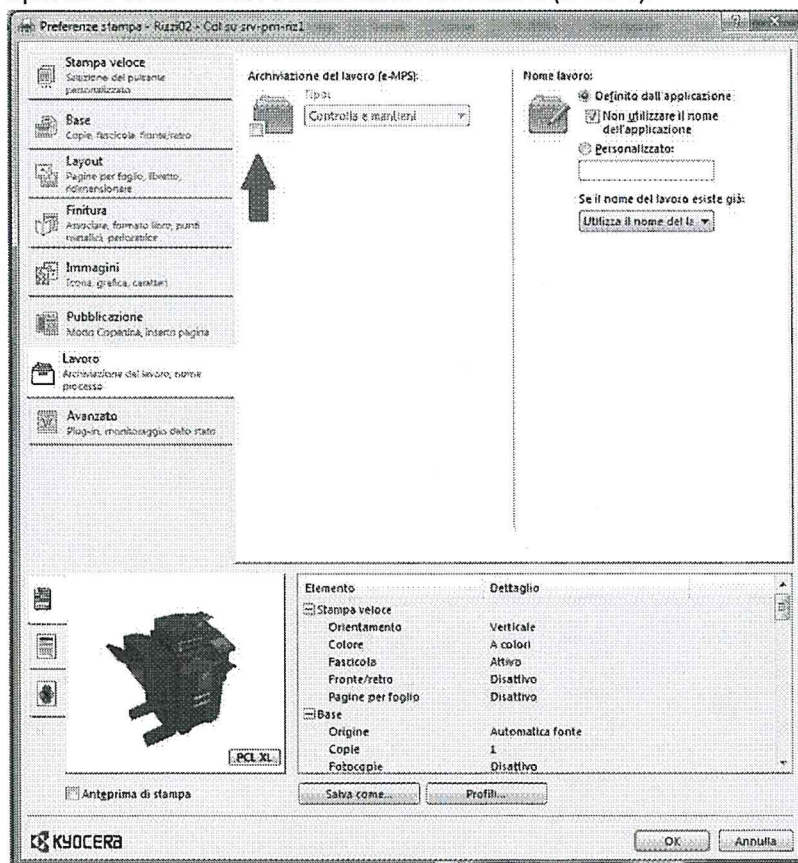 Preferenze stampa - Rizzi02 - Col su srv-pm-riz1
Stampa veloce
Selezione del pulsante
personalizzato
Base
Copie, fascicola, fronte/retro
Layout
Pagine per foglio, libretto,
ridimensionare
Finitura
Associare, formato libro, punti
metallici, perforatrice
Immagini
Icona, grafica, caratteri
Pubblicazione
Modo Copertina, inserto pagina
Lavoro
Archiviazione del lavoro, nome
processo
Avanzato
Plug-in, monitoraggio dello stato
Archiviazione del lavoro (e-MPS):
Tipo:
Controlla e mantieni
Nome lavoro:
Definito dall'applicazione
Non utilizzare il nome
dell'applicazione
Personalizzato:
Se il nome del lavoro esiste già:
Utilizza il nome del la
PCL XL
Anteprima di stampa
Elemento Dettaglio
Stampa veloce
Orientamento Verticale
Colore A colori
Fascicola Attivo
Fronte/retro Disattivo
Pagine per foglio Disattivo
Base
Origine Automatica fonte
Copie 1
Fotocopie Disattivo
Salva come... Profili...
KYOCERA
OK Annulla